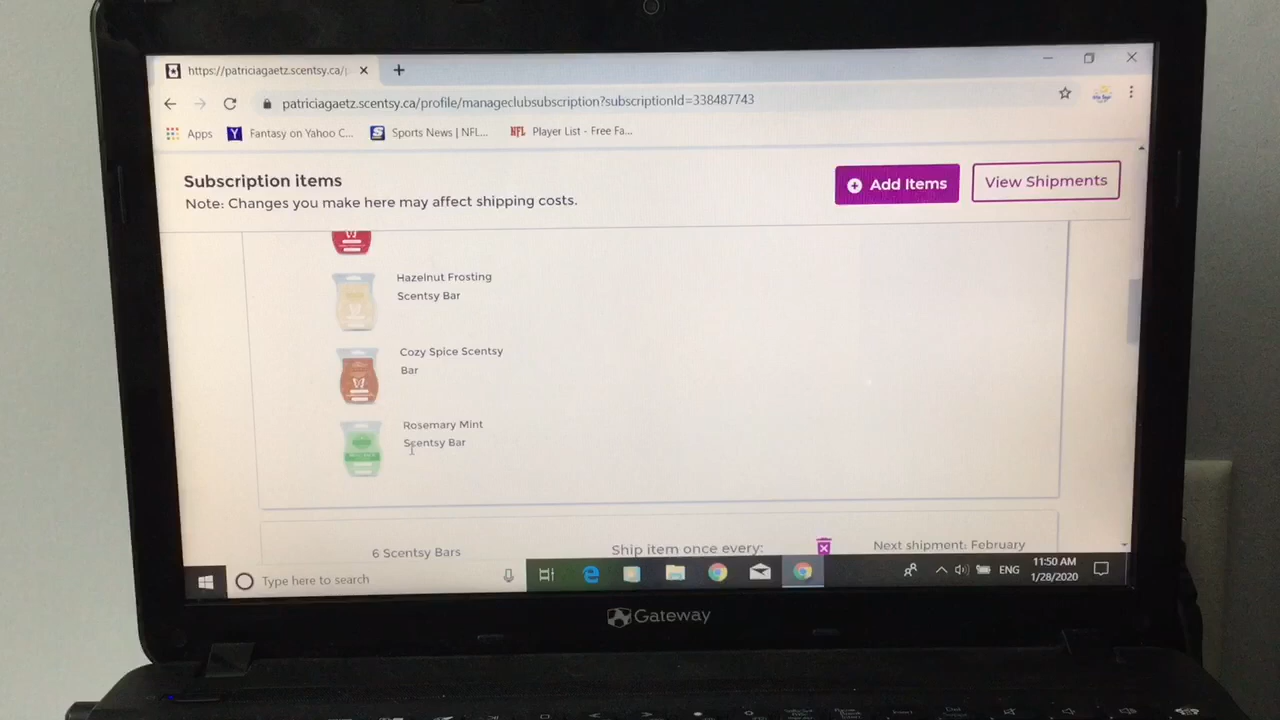 https://patriciagaetz.scentsy.ca/p
patriciagaetz.scentsy.ca/profile/manageclubsubscription?subscriptionId=338487743
Apps Fantasy on Yahoo C... Sports News | NFL... NFL Player List - Free Fa...
Subscription items
Note: Changes you make here may affect shipping costs.
Add Items
View Shipments
Hazelnut Frosting
Scentsy Bar
Cozy Spice Scentsy
Bar
Rosemary Mint
Scentsy Bar
6 Scentsy Bars
Ship item once every:
Next shipment: February
Type here to search
ENG
11:50 AM
1/28/2020
Gateway